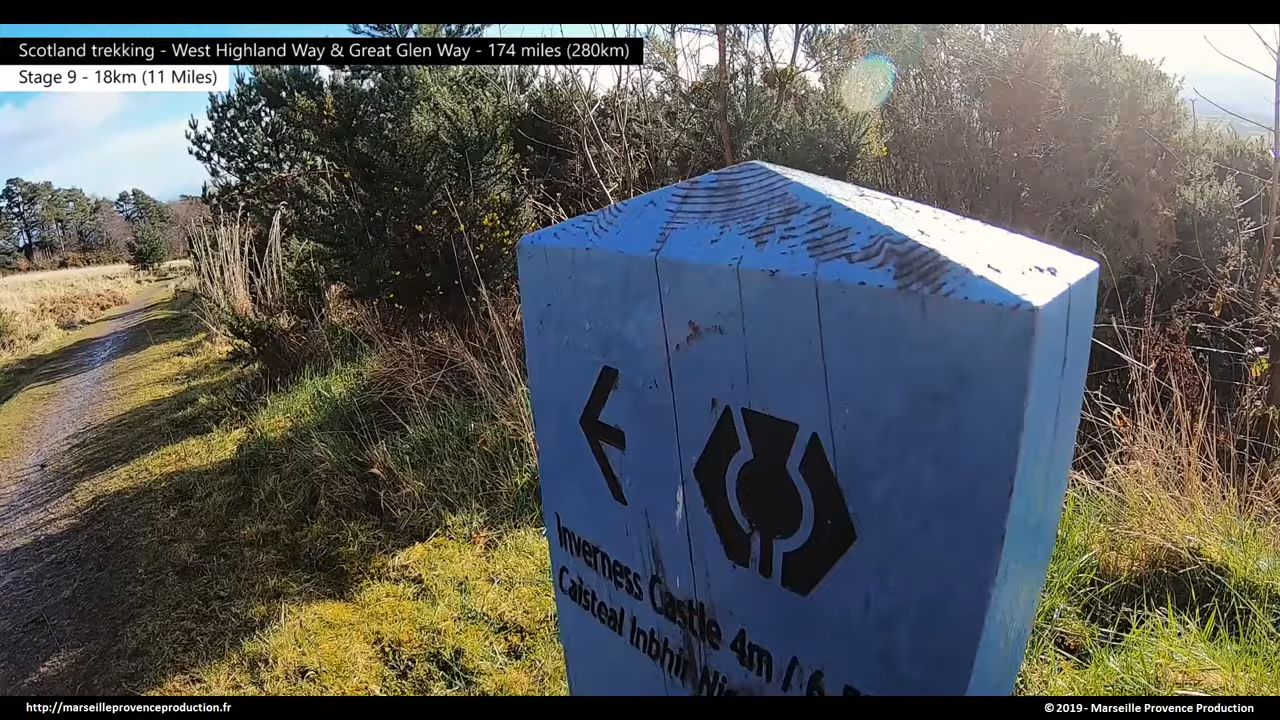 Scotland trekking - West Highland Way & Great Glen Way - 174 miles (280km)
Stage 9 - 18km (11 Miles)
Inverness Castle 4m / 6.
Caisteal Inbhir
http://marseilleprovenceproduction.fr
© 2019 - Marseille Provence Production